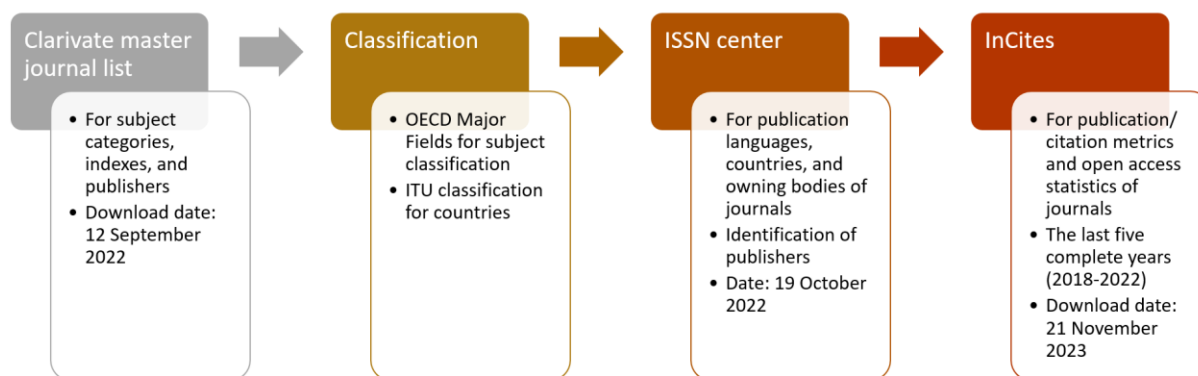 Clarivate master
journal list
• For subject
categories,
indexes, and
publishers
• Download date:
12 September
2022
Classification
• OECD Major
Fields for subject
classification
• ITU classification
for countries
ISSN center
• For publication
languages,
countries, and
owning bodies of
journals
• Identification of
publishers
• Date: 19 October
2022
InCites
• For publication/
citation metrics
and open access
statistics of
journals
• The last five
complete years
(2018-2022)
• Download date:
21 November
2023